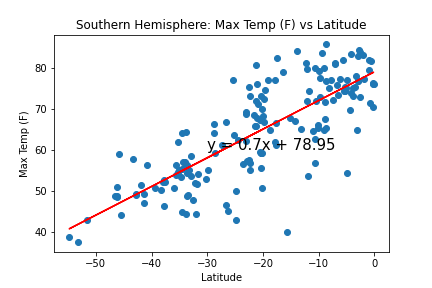 Southern Hemisphere: Max Temp (F) vs Latitude
Max Temp (F)
80
70
60
50
40
y = 0.7x + 78.95
−50 −40 −30 −20 −10 0
Latitude